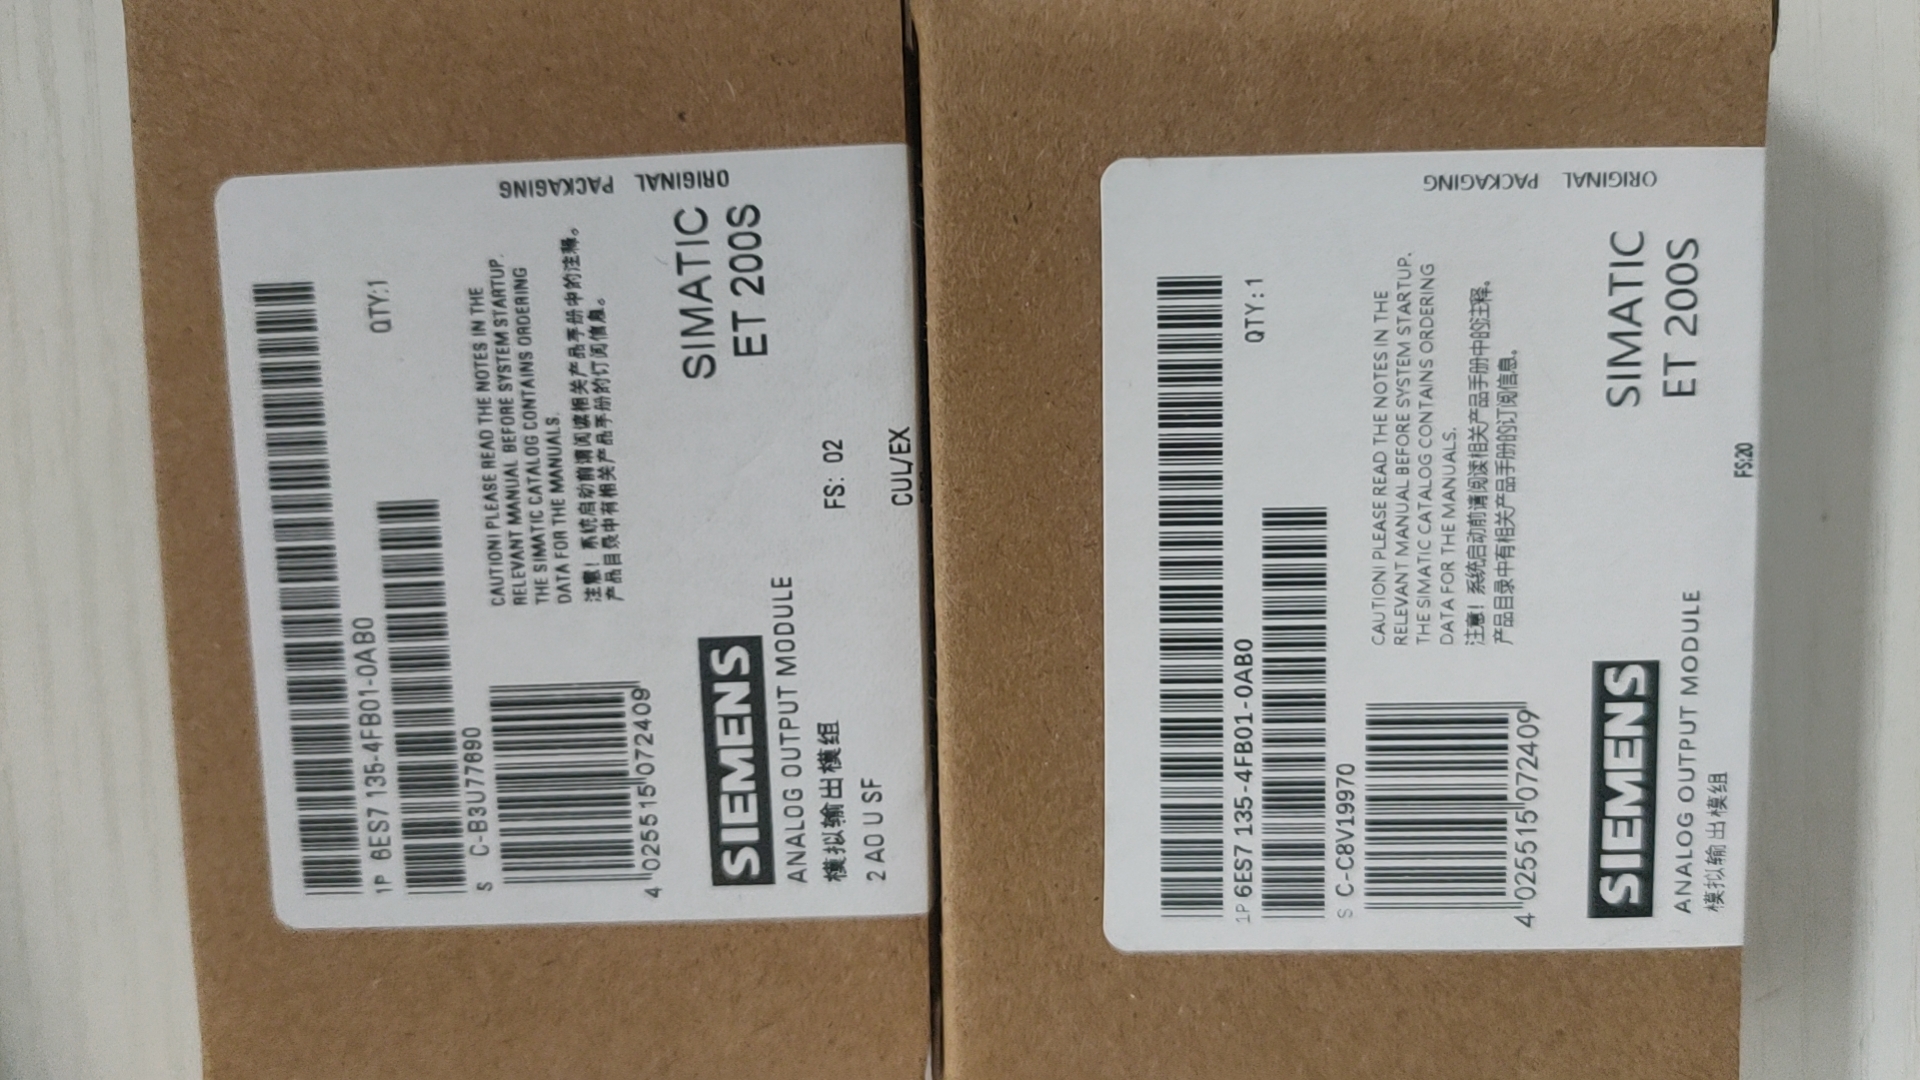 ORIGINAL PACKAGING
QTY:1
1P 6ES7 135-4FB01-0AB0
S C-B3U77890
CAUTION! PLEASE READ THE NOTES IN THE
RELEVANT MANUAL BEFORE SYSTEM STARTUP.
THE SIMATIC CATALOG CONTAINS ORDERING
DATA FOR THE MANUALS.
注意！系统启动前请阅读相关产品手册中的注释。
产品目录中有相关产品手册的订阅信息。
4 025515 072409
SIEMENS
SIMATIC
ET 200S
ANALOG OUTPUT MODULE
模拟输出模组
FS: 02
2 AO U SF
CUL/EX
ORIGINAL PACKAGING
QTY:1
1P 6ES7 135-4FB01-0AB0
S C-C8V19970
CAUTION! PLEASE READ THE NOTES IN THE
RELEVANT MANUAL BEFORE SYSTEM STARTUP.
THE SIMATIC CATALOG CONTAINS ORDERING
DATA FOR THE MANUALS.
注意！系统启动前请阅读相关产品手册中的注释。
产品目录中有相关产品手册的订阅信息。
4 025515 072409
SIEMENS
SIMATIC
ET 200S
ANALOG OUTPUT MODULE
模拟输出模组
FS:20